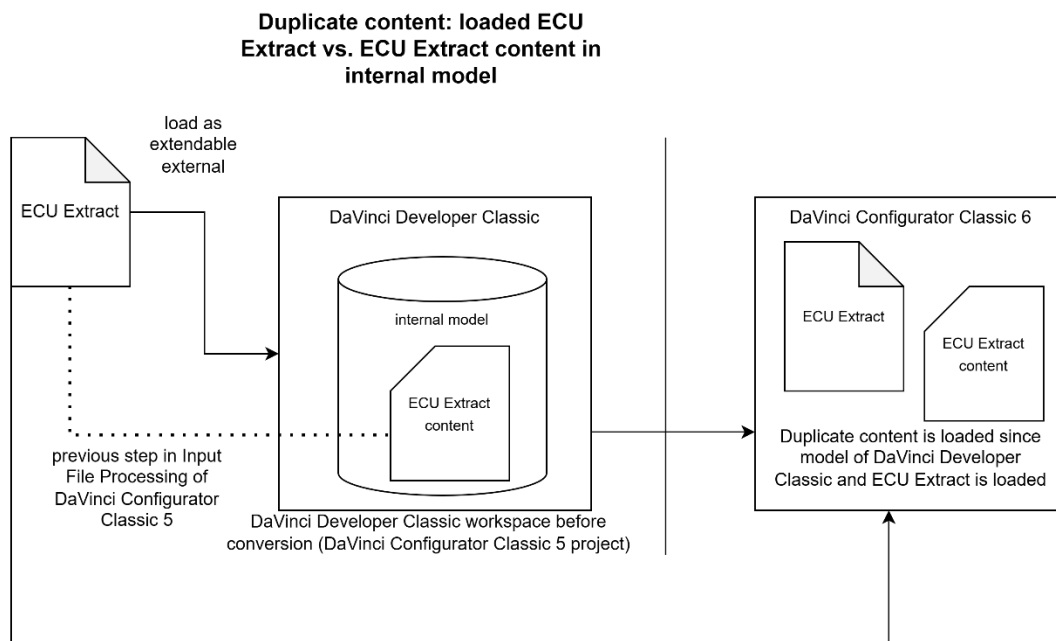 Duplicate content: loaded ECU
Extract vs. ECU Extract content in
internal model
load as
extendable
external
ECU Extract
DaVinci Developer Classic
internal model
ECU Extract
content
previous step in Input
File Processing of
DaVinci Configurator
Classic 5
DaVinci Developer Classic workspace before
conversion (DaVinci Configurator Classic 5 project)
DaVinci Configurator Classic 6
ECU Extract
ECU Extract
content
Duplicate content is loaded since
model of DaVinci Developer
Classic and ECU Extract is loaded